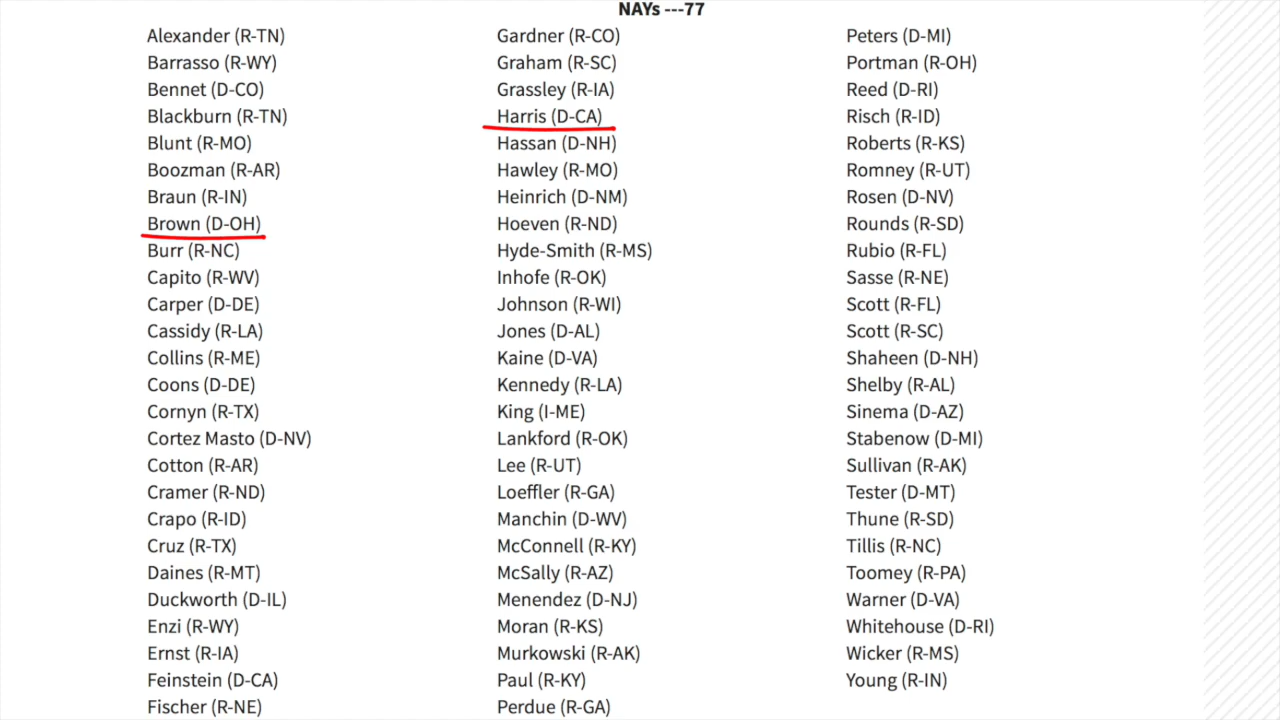 NAYs ---77
Alexander (R-TN)
Barrasso (R-WY)
Bennet (D-CO)
Blackburn (R-TN)
Blunt (R-MO)
Boozman (R-AR)
Braun (R-IN)
Brown (D-OH)
Burr (R-NC)
Capito (R-WV)
Carper (D-DE)
Cassidy (R-LA)
Collins (R-ME)
Coons (D-DE)
Cornyn (R-TX)
Cortez Masto (D-NV)
Cotton (R-AR)
Cramer (R-ND)
Crapo (R-ID)
Cruz (R-TX)
Daines (R-MT)
Duckworth (D-IL)
Enzi (R-WY)
Ernst (R-IA)
Feinstein (D-CA)
Fischer (R-NE)
Gardner (R-CO)
Graham (R-SC)
Grassley (R-IA)
Harris (D-CA)
Hassan (D-NH)
Hawley (R-MO)
Heinrich (D-NM)
Hoeven (R-ND)
Hyde-Smith (R-MS)
Inhofe (R-OK)
Johnson (R-WI)
Jones (D-AL)
Kaine (D-VA)
Kennedy (R-LA)
King (I-ME)
Lankford (R-OK)
Lee (R-UT)
Loeffler (R-GA)
Manchin (D-WV)
McConnell (R-KY)
McSally (R-AZ)
Menendez (D-NJ)
Moran (R-KS)
Murkowski (R-AK)
Paul (R-KY)
Perdue (R-GA)
Peters (D-MI)
Portman (R-OH)
Reed (D-RI)
Risch (R-ID)
Roberts (R-KS)
Romney (R-UT)
Rosen (D-NV)
Rounds (R-SD)
Rubio (R-FL)
Sasse (R-NE)
Scott (R-FL)
Scott (R-SC)
Shaheen (D-NH)
Shelby (R-AL)
Sinema (D-AZ)
Stabenow (D-MI)
Sullivan (R-AK)
Tester (D-MT)
Thune (R-SD)
Tillis (R-NC)
Toomey (R-PA)
Warner (D-VA)
Whitehouse (D-RI)
Wicker (R-MS)
Young (R-IN)